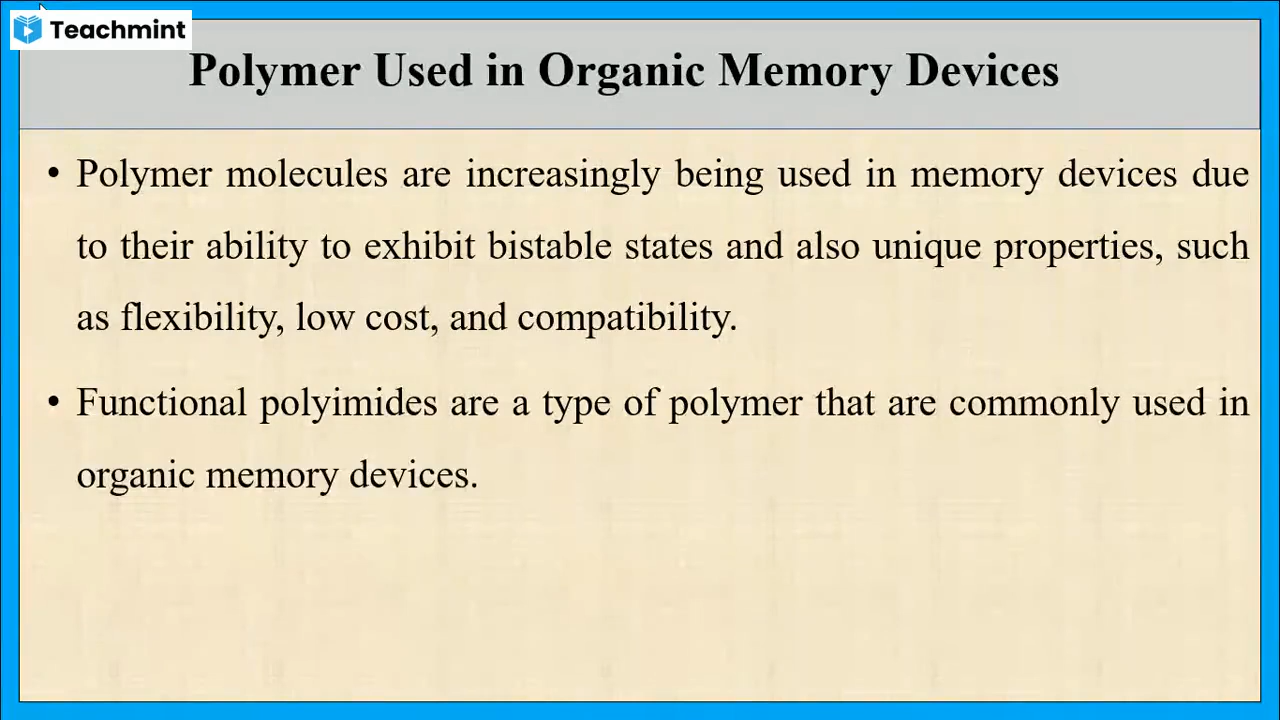 Teachmint
Polymer Used in Organic Memory Devices
• Polymer molecules are increasingly being used in memory devices due
to their ability to exhibit bistable states and also unique properties, such
as flexibility, low cost, and compatibility.
• Functional polyimides are a type of polymer that are commonly used in
organic memory devices.